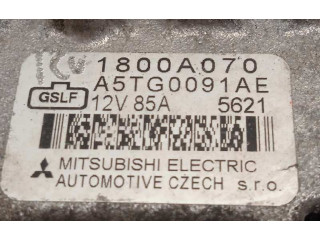 1800A070
A5TG0091AE
GSLF
12V 85A 5621
MITSUBISHI ELECTRIC
AUTOMOTIVE CZECH s.r.o.